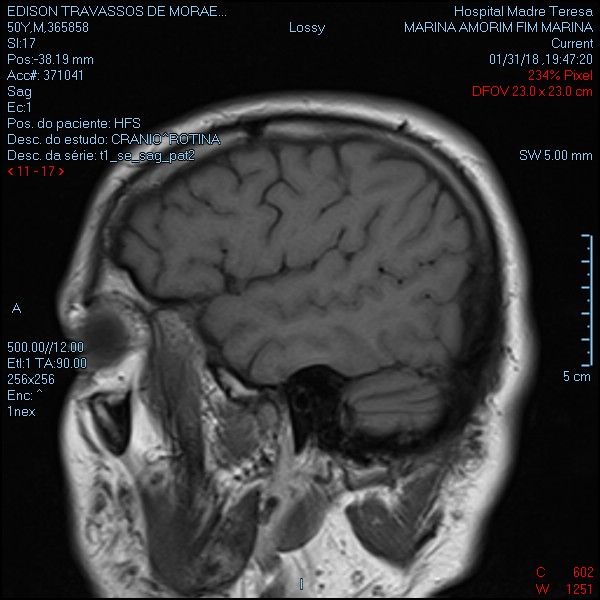 EDISON TRAVASSOS DE MORAE...
50Y,M,365858
Sl:17
Pos:-38.19 mm
Acc#: 371041
Sag
Ec:1
Pos. do paciente: HFS
Desc. do estudo: CRANIO^ROTINA
Desc. da série: t1_se_sag_pat2
< 11 - 17 >
Lossy
Hospital Madre Teresa
MARINA AMORIM FIM MARINA
Current
01/31/18 ,19:47:20
234% Pixel
DFOV 23.0 x 23.0 cm
SW 5.00 mm
A
5 cm
500.00//12.00
Etl:1 TA:90.00
256x256
Enc: ^
1nex
I
C 602
W 1251